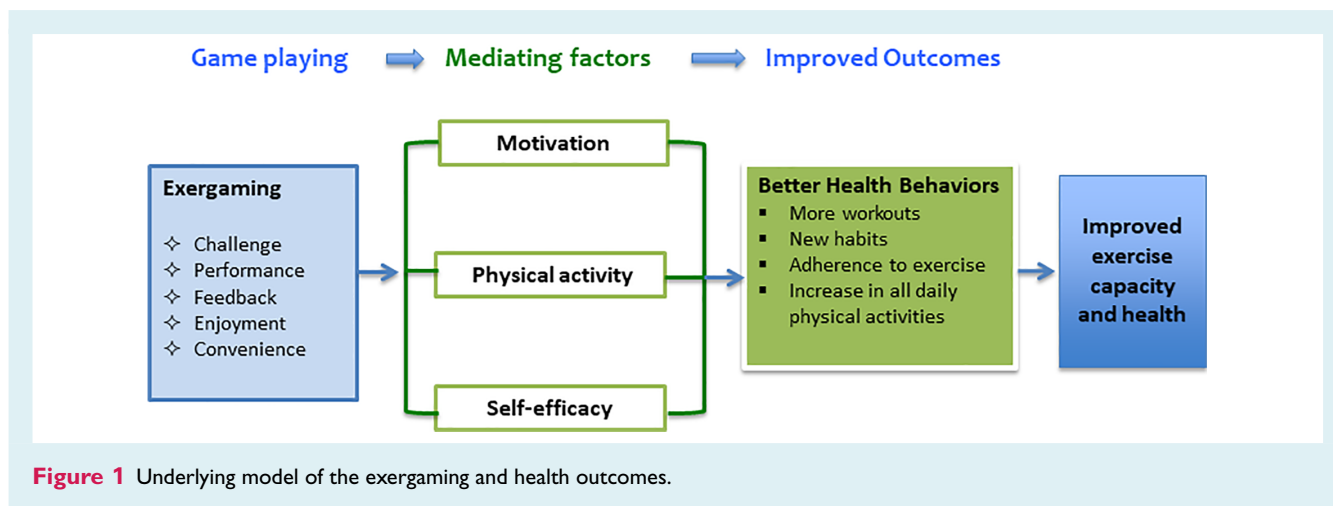 Game playing Mediating factors Improved Outcomes
Exergaming
✧ Challenge
✧ Performance
✧ Feedback
✧ Enjoyment
✧ Convenience
Motivation
Physical activity
Self-efficacy
Better Health Behaviors
▪ More workouts
▪ New habits
▪ Adherence to exercise
▪ Increase in all daily
physical activities
Improved
exercise
capacity
and health
Figure 1 Underlying model of the exergaming and health outcomes.